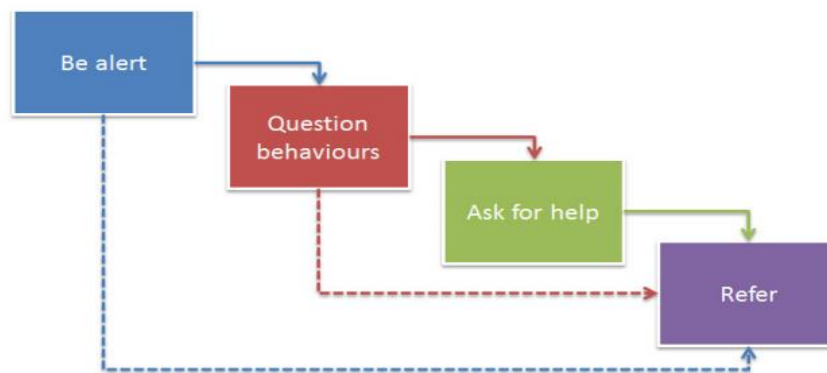 Be alert
Question
behaviours
Ask for help
Refer